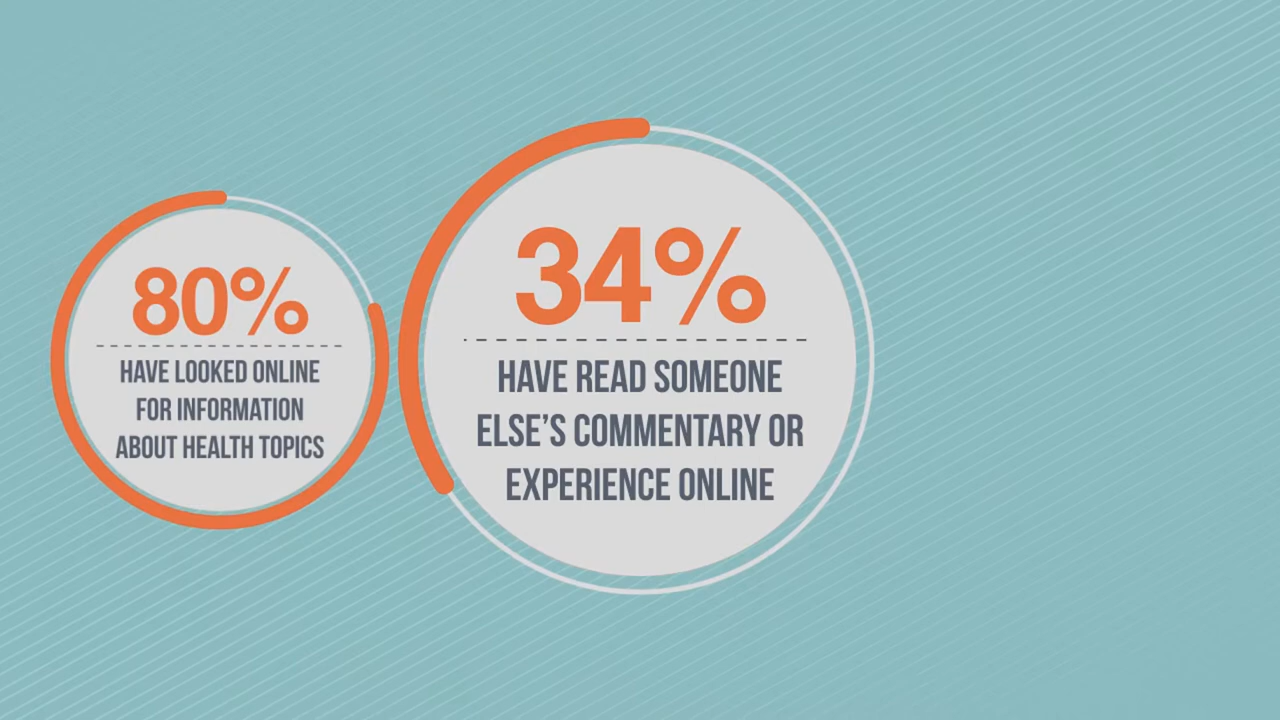 80%
HAVE LOOKED ONLINE
FOR INFORMATION
ABOUT HEALTH TOPICS
34%
HAVE READ SOMEONE
ELSE’S COMMENTARY OR
EXPERIENCE ONLINE